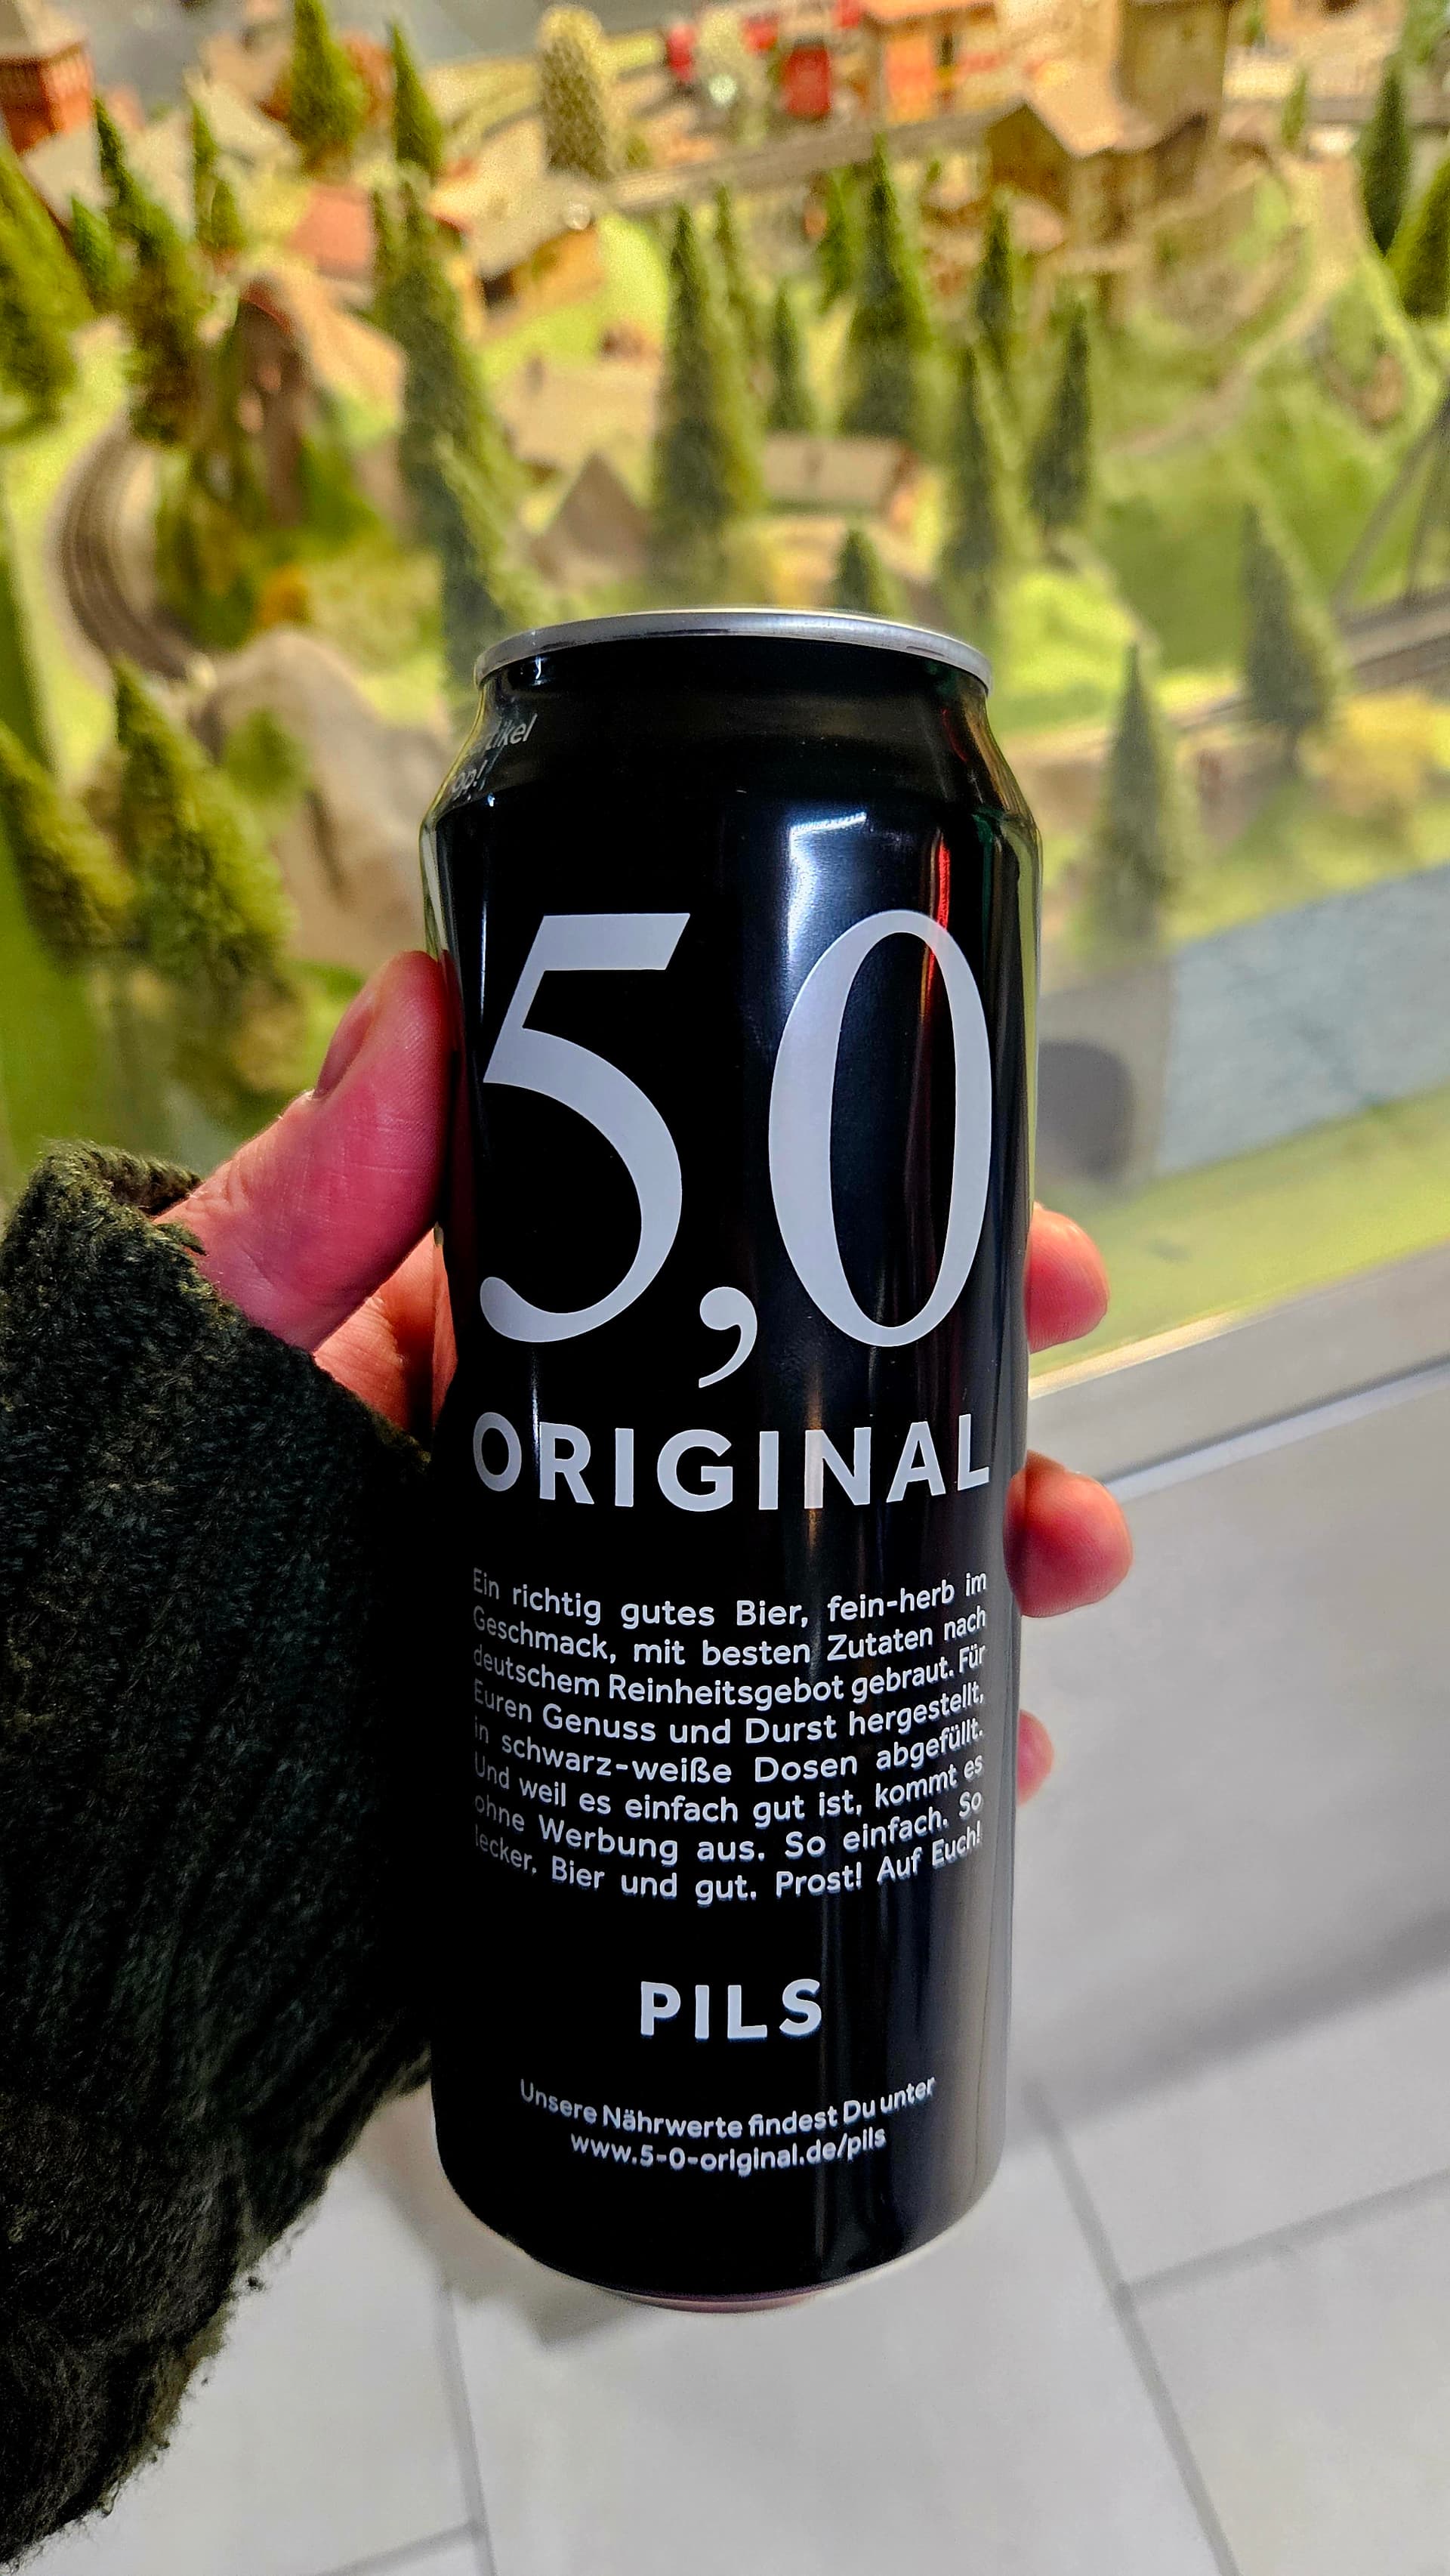 5,0
ORIGINAL
Ein richtig gutes Bier, fein-herb im
Geschmack, mit besten Zutaten nach
deutschem Reinheitsgebot gebraut. Für
Euren Genuss und Durst hergestellt,
in schwarz-weiße Dosen abgefüllt.
Und weil es einfach gut ist, kommt es
ohne Werbung aus. So einfach. So
lecker. Bier und gut. Prost! Auf Euch!
PILS
Unsere Nährwerte findest Du unter
www.5-0-original.de/pils